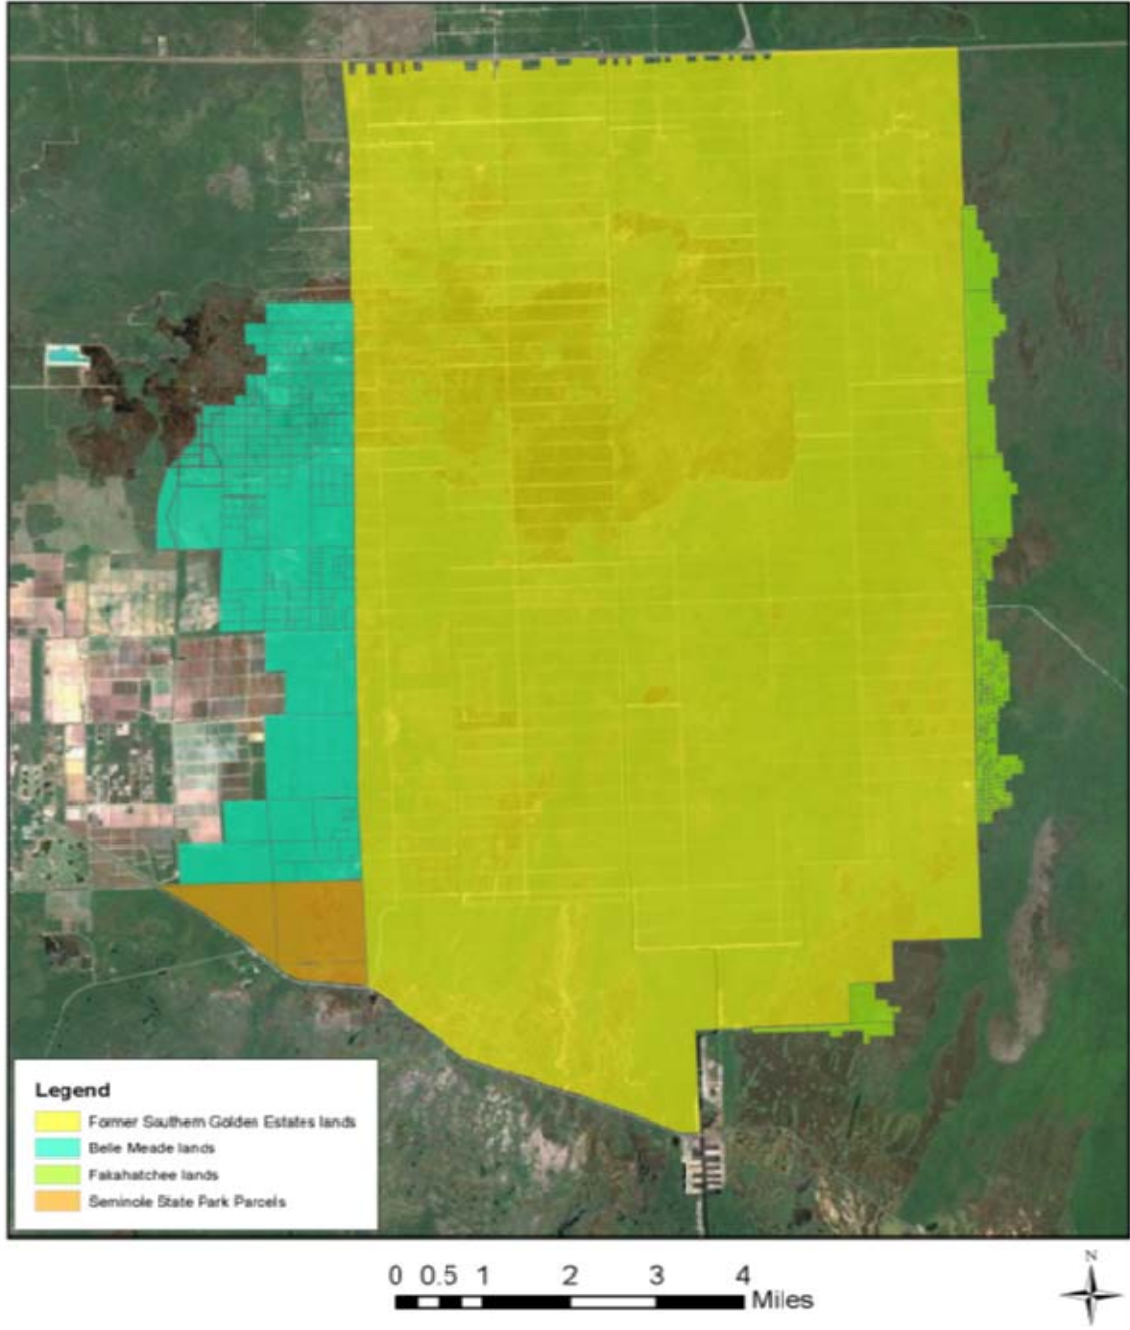 Legend
Former Southern Golden Estates lands
Belle Meade lands
Fakahatchee lands
Seminole State Park Parcels
N
0 0.5 1 2 3 4
Miles